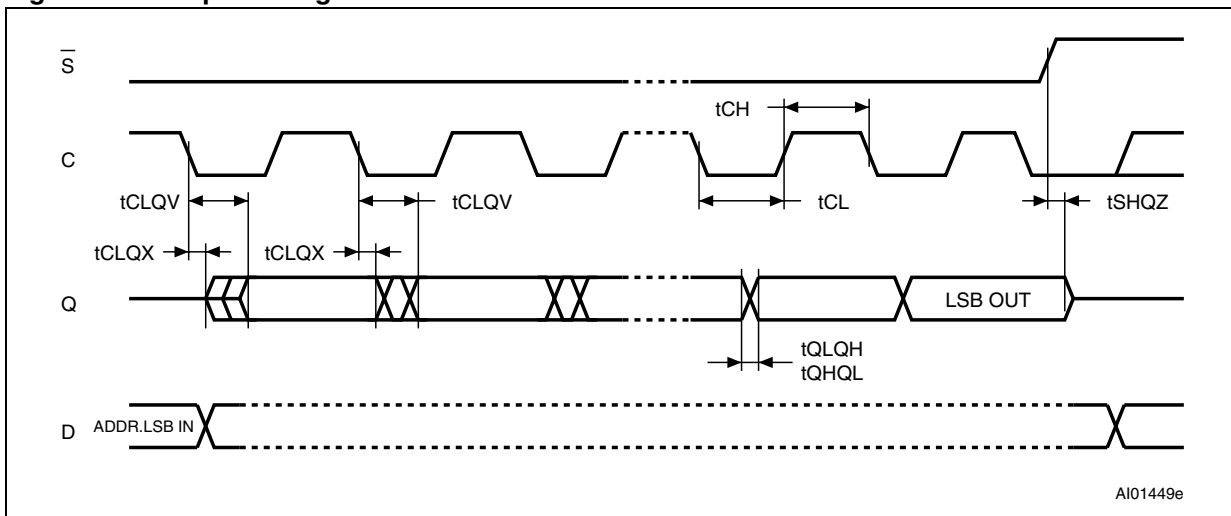 S
tCH
C
tCLQV
tCLQV
tCL
tSHQZ
tCLQX
tCLQX
Q
LSB OUT
tQLQH
tQHQL
D
ADDR.LSB IN
AI01449e